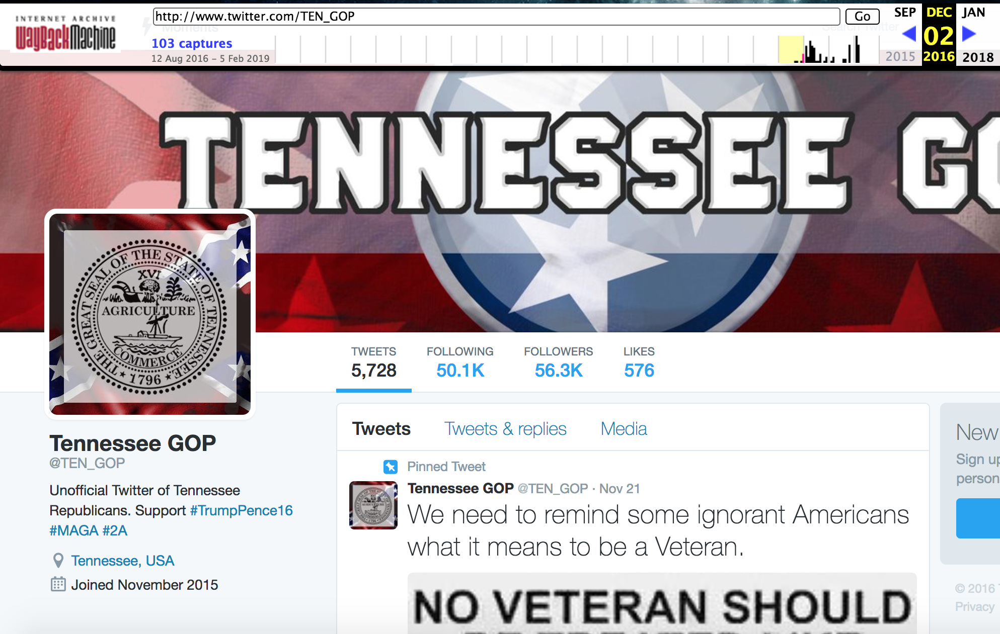 INTERNET ARCHIVE
WayBackMachine
http://www.twitter.com/TEN_GOP
Go
Moments
Search Twitter
103 captures
12 Aug 2016 – 5 Feb 2019
SEP DEC JAN
02
2015 2016 2018
TENNESSEE
THE GREAT SEAL OF THE STATE OF TENNESSEE
XVI
AGRICULTURE
COMMERCE
1796
TWEETS FOLLOWING FOLLOWERS LIKES
5,728 50.1K 56.3K 576
Tweets Tweets & replies Media
Tennessee GOP
@TEN_GOP
Unofficial Twitter of Tennessee
Republicans. Support #TrumpPence16
#MAGA #2A
Tennessee, USA
Joined November 2015
Pinned Tweet
Tennessee GOP @TEN_GOP · Nov 21
We need to remind some ignorant Americans
what it means to be a Veteran.
NO VETERAN SHOULD
New
Sign up
person
© 2016
Privacy